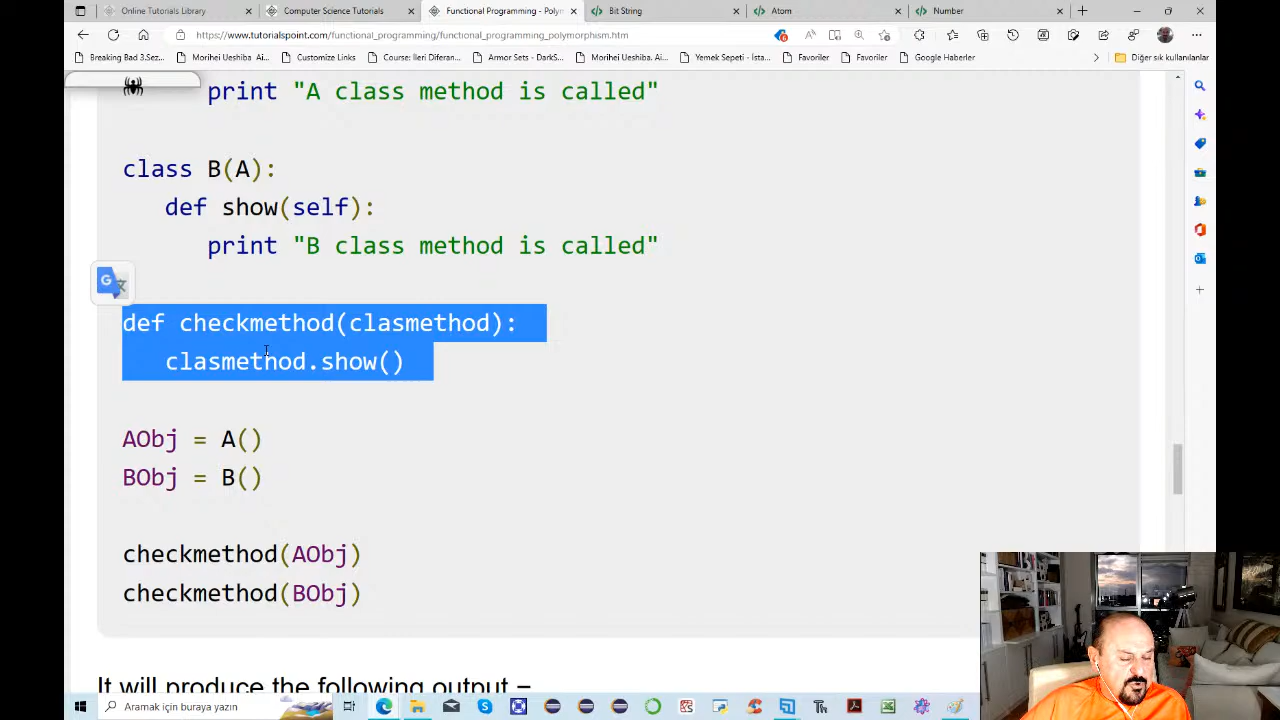 Online Tutorials Library
Computer Science Tutorials
Functional Programming - Polym
Bit String
Atom
Number
https://www.tutorialspoint.com/functional_programming/functional_programming_polymorphism.htm
Breaking Bad 3.Sez...
Morihei Ueshiba. Ai...
Customize Links
Course: Ileri Diferan...
Armor Sets - DarkS...
Morihei Ueshiba. Ai...
Yemek Sepeti - İsta...
Favoriler
Favoriler
Google Haberler
Diğer sık kullanılanlar
print "A class method is called"
class B(A):
def show(self):
print "B class method is called"
def checkmethod(clasmethod):
clasmethod.show()
AObj = A()
BObj = B()
checkmethod(AObj)
checkmethod(BObj)
It will produce the following output −
Aramak için buraya yazın